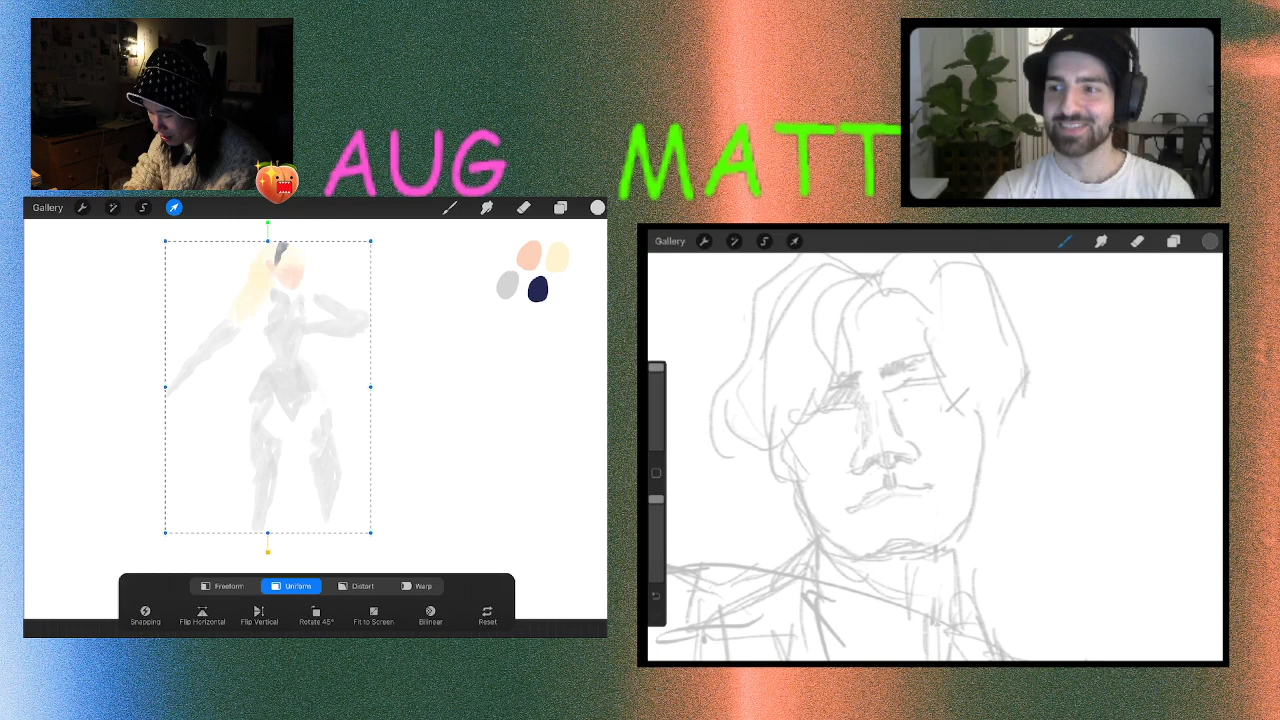 AUG
MATT
Gallery
Gallery
Freeform Uniform Distort Warp
Snapping Flip Horizontal Flip Vertical Rotate 45° Fit to Screen Bilinear Reset